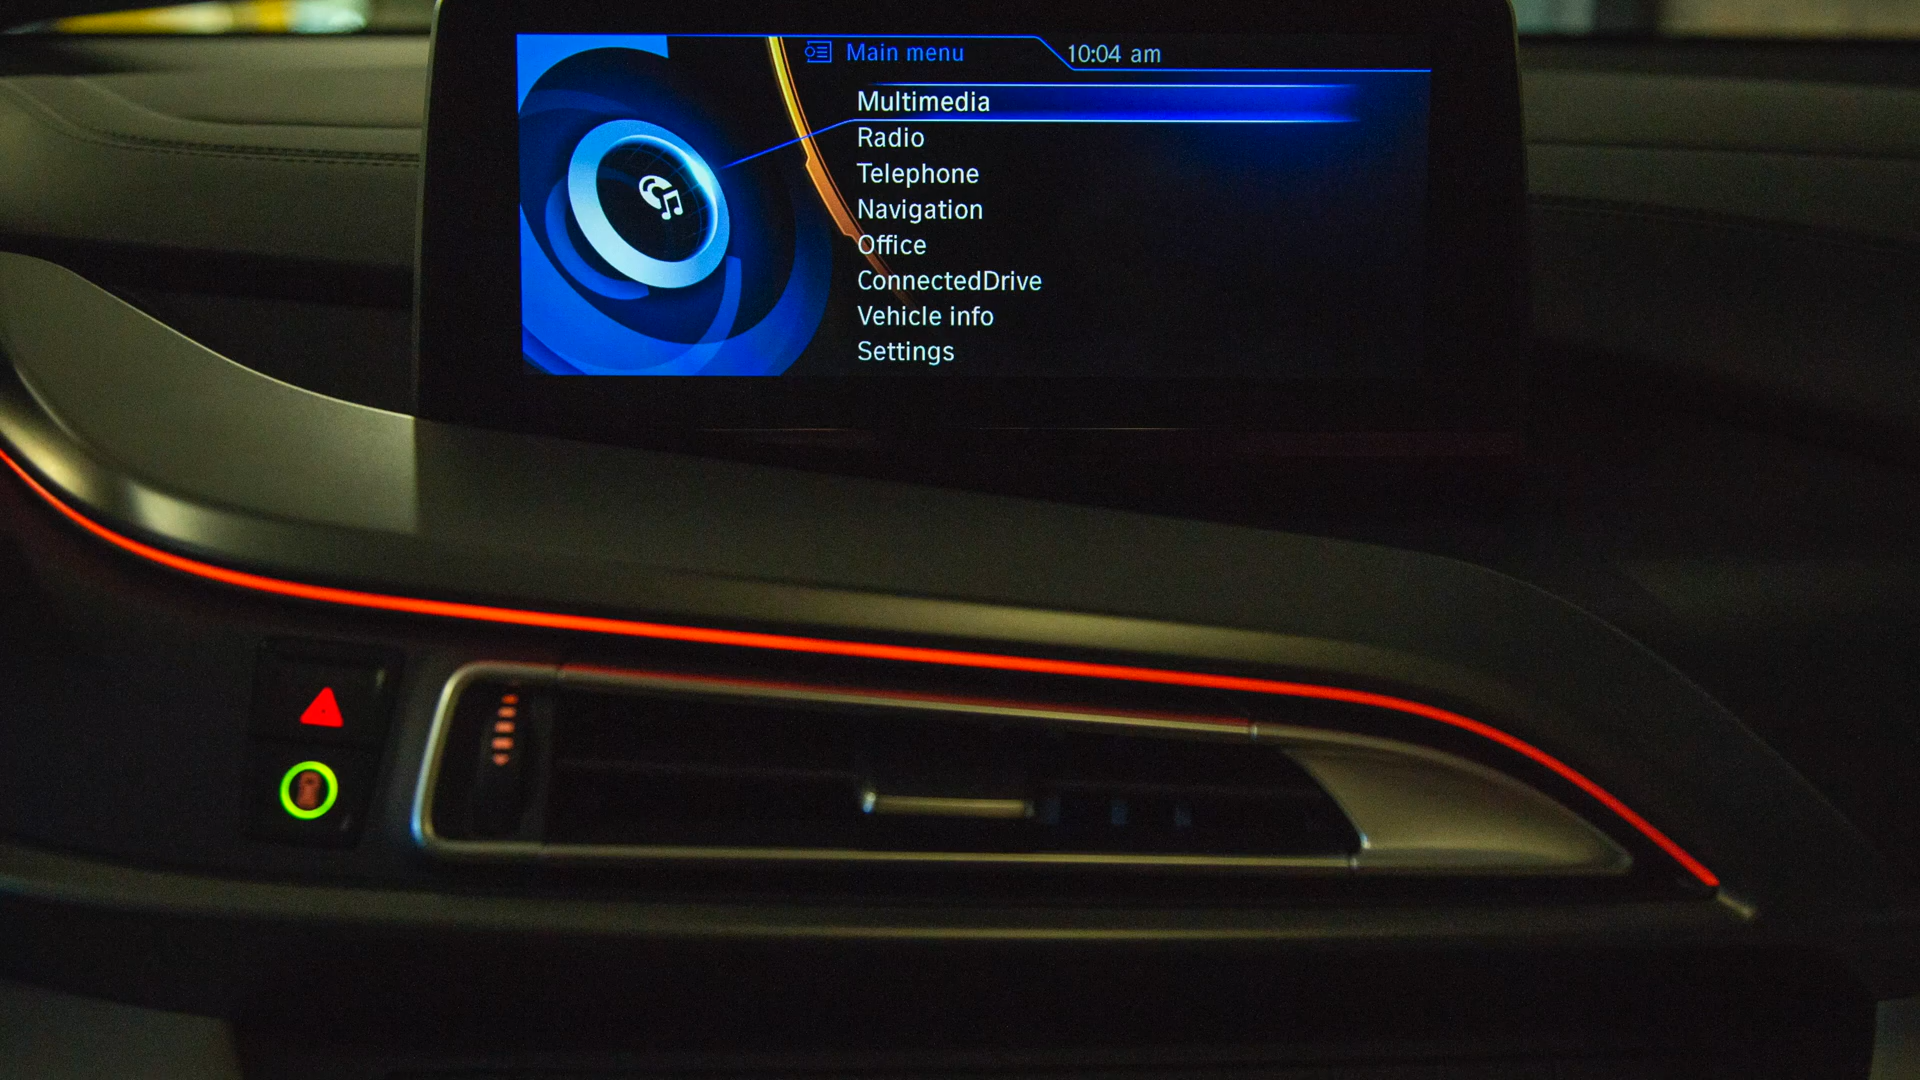 Main menu
10:04 am
Multimedia
Radio
Telephone
Navigation
Office
ConnectedDrive
Vehicle info
Settings